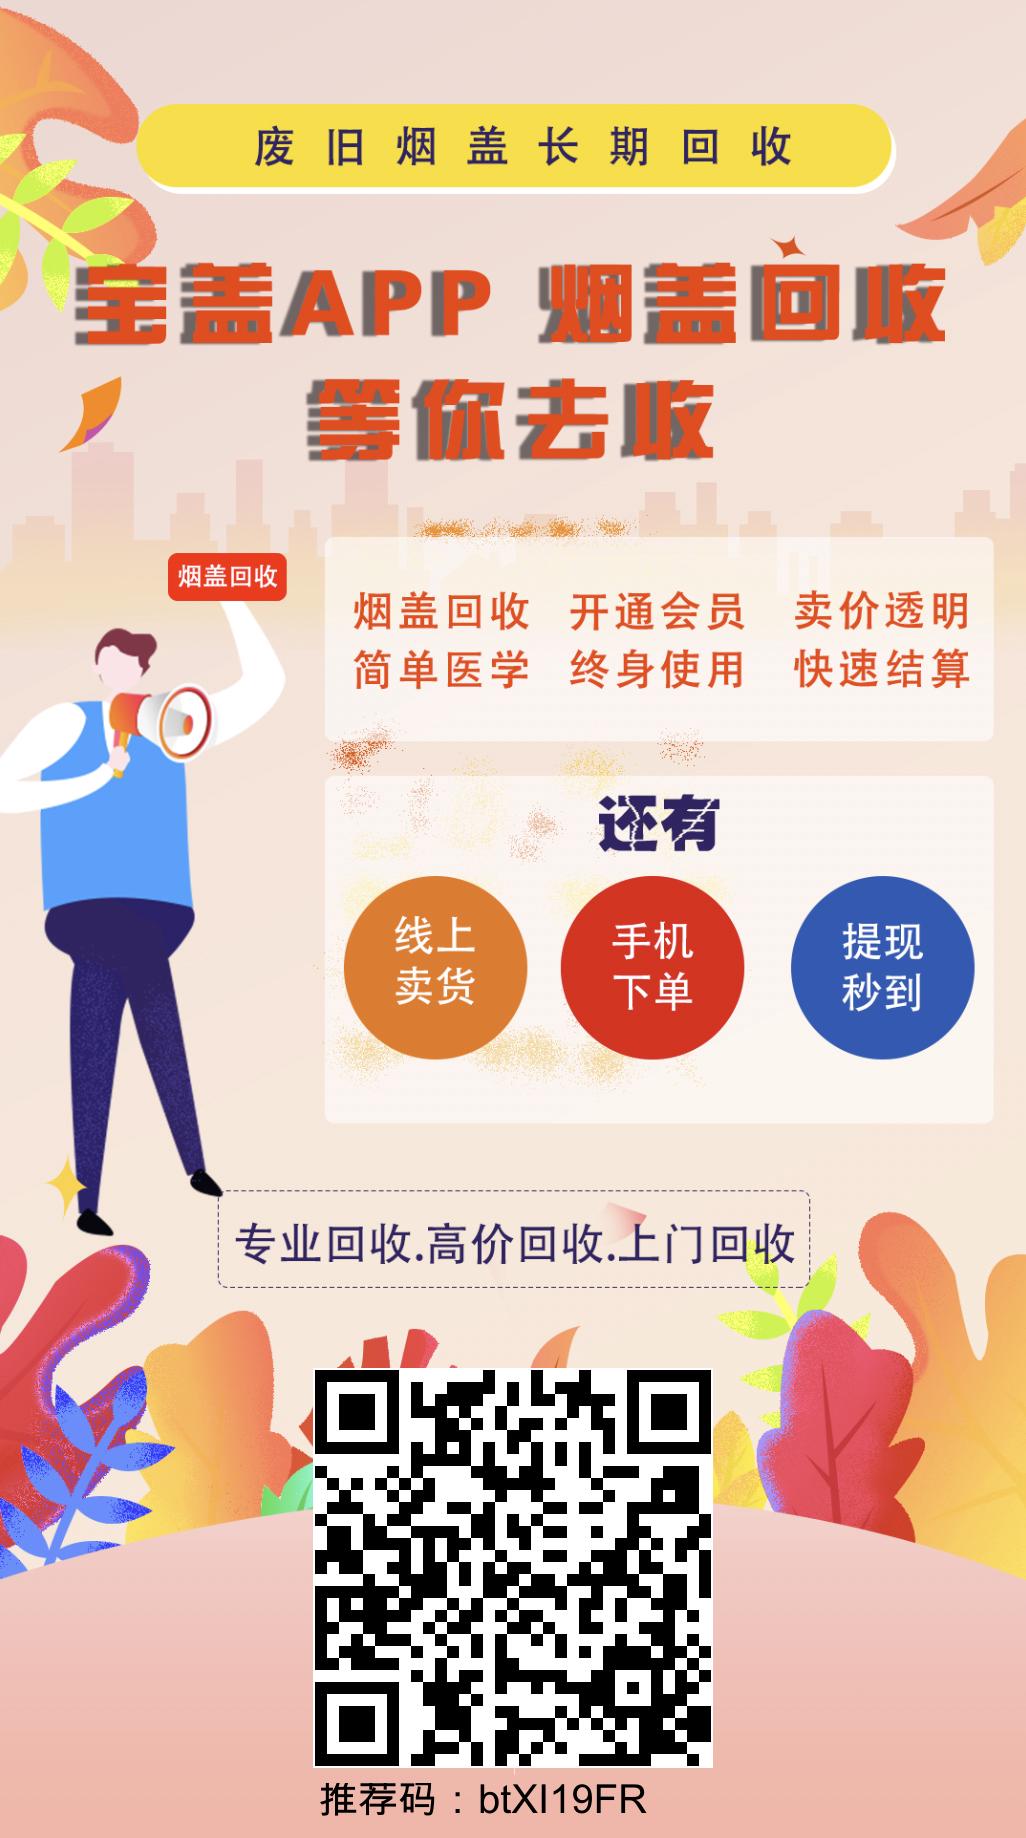 废旧烟盖长期回收
宝盖APP 烟盖回收
等你去收
烟盖回收
烟盖回收 开通会员 卖价透明
简单医学 终身使用 快速结算
还有
线上
卖货
手机
下单
提现
秒到
专业回收.高价回收.上门回收
推荐码：btXI19FR